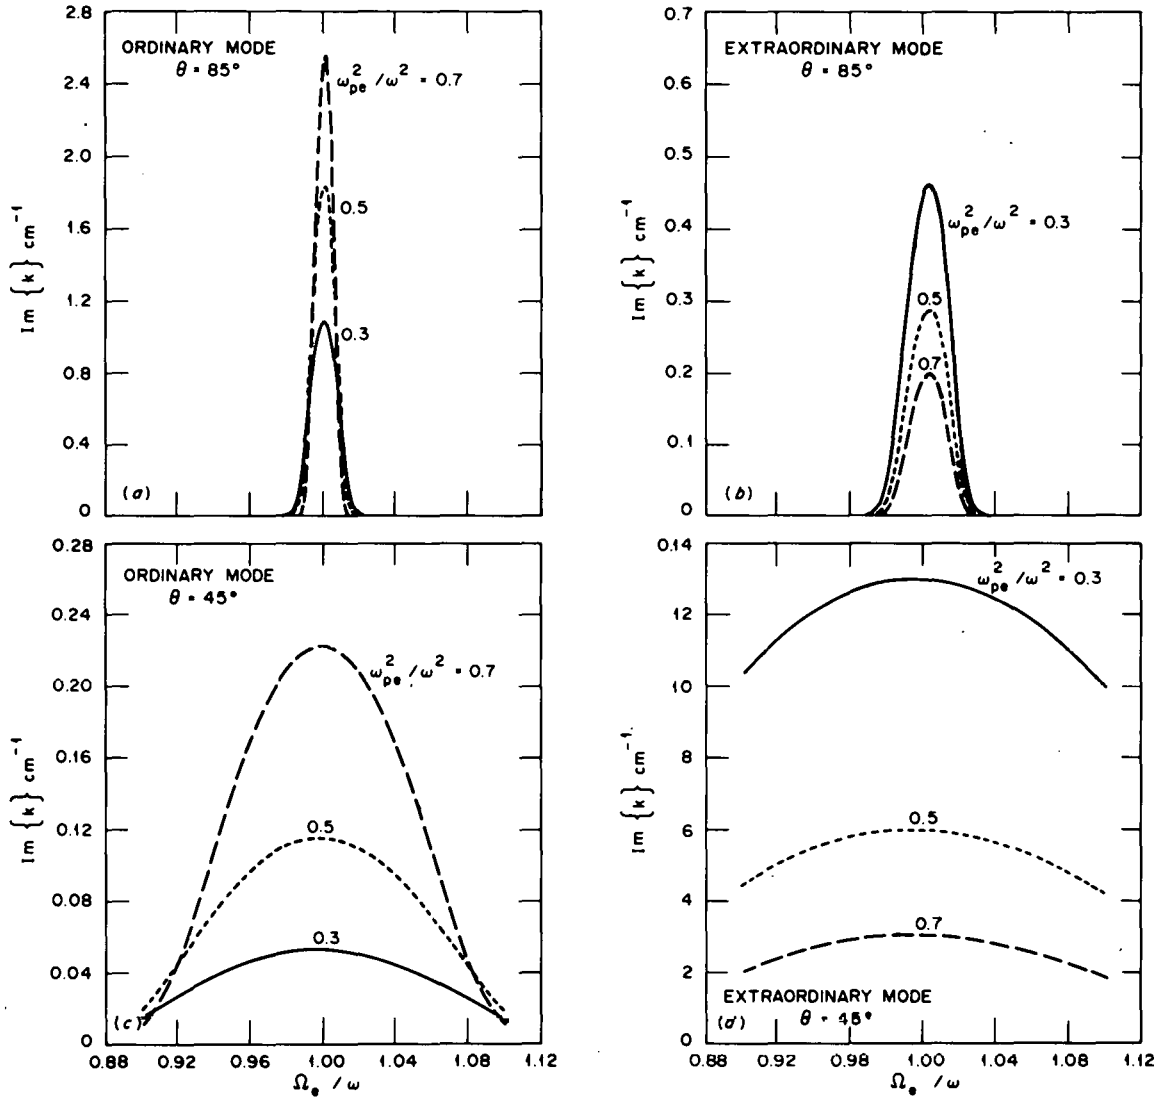 2.8
2.4
2.0
1.6
1.2
0.8
0.4
0
Im {k} cm⁻¹
ORDINARY MODE
θ = 85°
ω²pe/ω² = 0.7
0.5
0.3
(a)
0.7
0.6
0.5
0.4
0.3
0.2
0.1
0
Im {k} cm⁻¹
EXTRAORDINARY MODE
θ = 85°
ω²pe/ω² = 0.3
0.5
0.7
(b)
0.28
0.24
0.20
0.16
0.12
0.08
0.04
0
Im {k} cm⁻¹
ORDINARY MODE
θ = 45°
ω²pe/ω² = 0.7
0.5
0.3
(c)
0.88 0.92 0.96 1.00 1.04 1.08 1.12
Ωe/ω
0.14
12
10
8
6
4
2
0
Im {k} cm⁻¹
ω²pe/ω² = 0.3
0.5
0.7
EXTRAORDINARY MODE
(d) θ = 45°
0.88 0.92 0.96 1.00 1.04 1.08 1.12
Ωe/ω